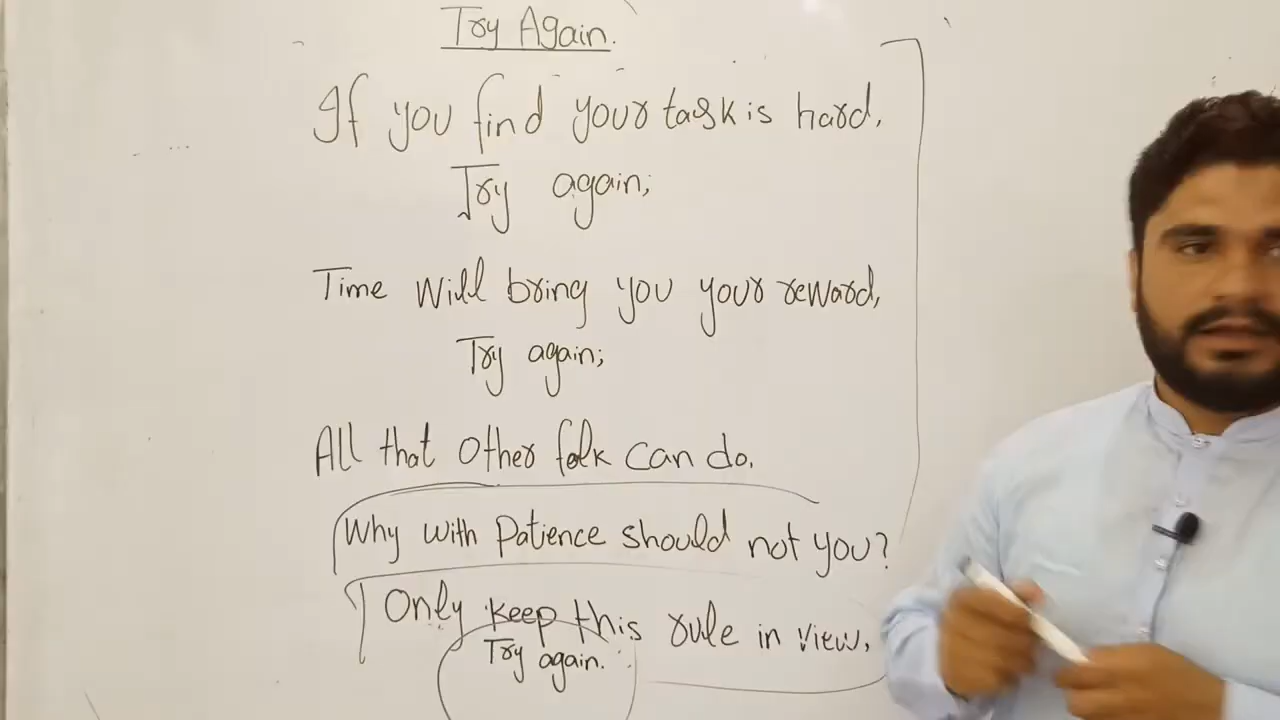 Try Again.
If you find your task is hard,
Try again;
Time will bring you your reward,
Try again;
All that other folk can do.
Why with Patience should not you?
Only keep this rule in view,
Try again.